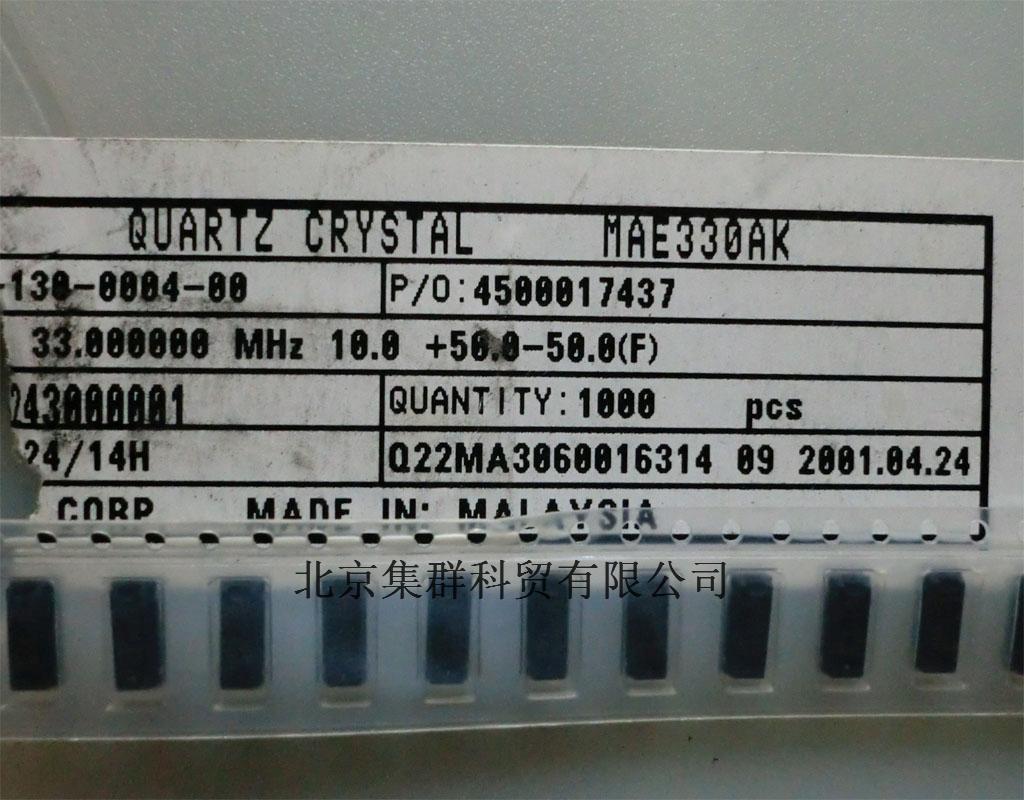 QUARTZ CRYSTAL MAE330AK
-130-0004-00 P/O:4500017437
33.000000 MHz 10.0 +50.0-50.0(F)
243000001 QUANTITY:1000 pcs
24/14H Q22MA3060016314 09 2001.04.24
CORP MADE IN: MALAYSIA
北京集群科贸有限公司